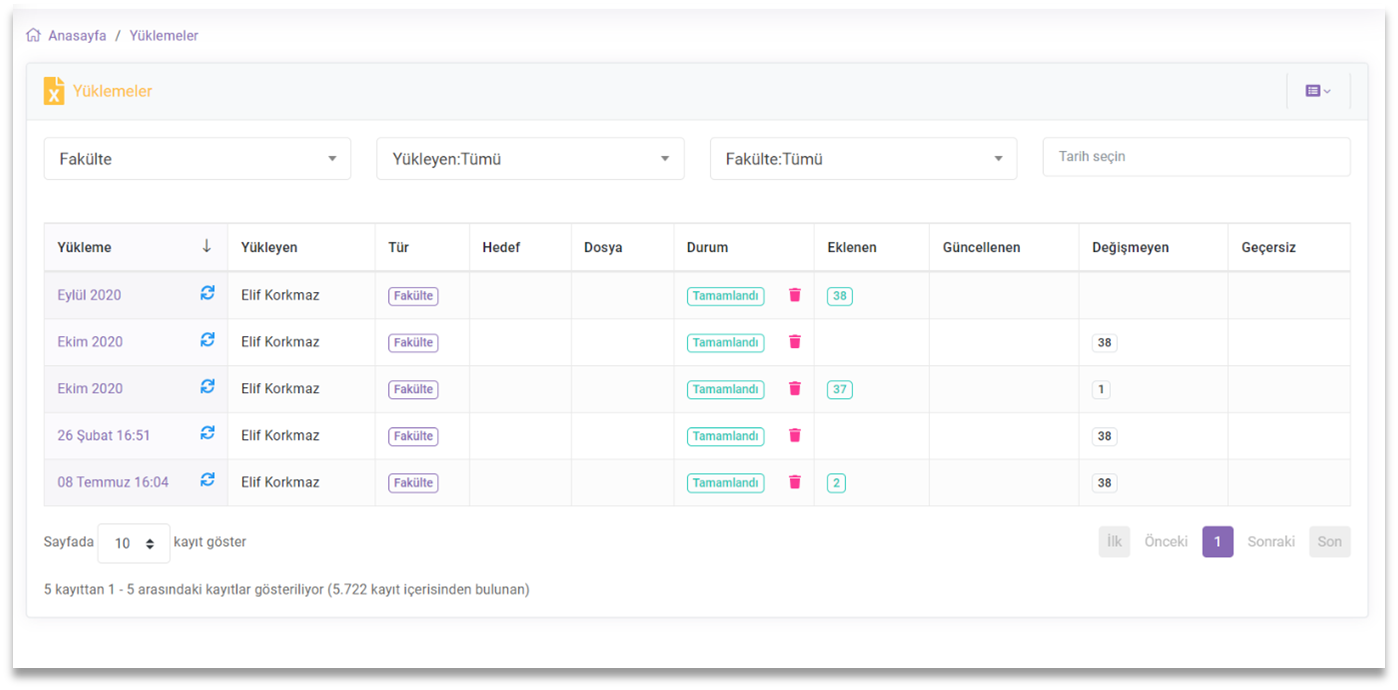 Anasayfa / Yüklemeler
Yüklemeler
Fakülte Yükleyen:Tümü Fakülte:Tümü Tarih seçin
Yükleme Yükleyen Tür Hedef Dosya Durum Eklenen Güncellenen Değişmeyen Geçersiz
Eylül 2020 Elif Korkmaz Fakülte Tamamlandı 38
Ekim 2020 Elif Korkmaz Fakülte Tamamlandı 38
Ekim 2020 Elif Korkmaz Fakülte Tamamlandı 37 1
26 Şubat 16:51 Elif Korkmaz Fakülte Tamamlandı 38
08 Temmuz 16:04 Elif Korkmaz Fakülte Tamamlandı 2 38
Sayfada 10 kayıt göster İlk Önceki 1 Sonraki Son
5 kayıttan 1 - 5 arasındaki kayıtlar gösteriliyor (5.722 kayıt içerisinden bulunan)